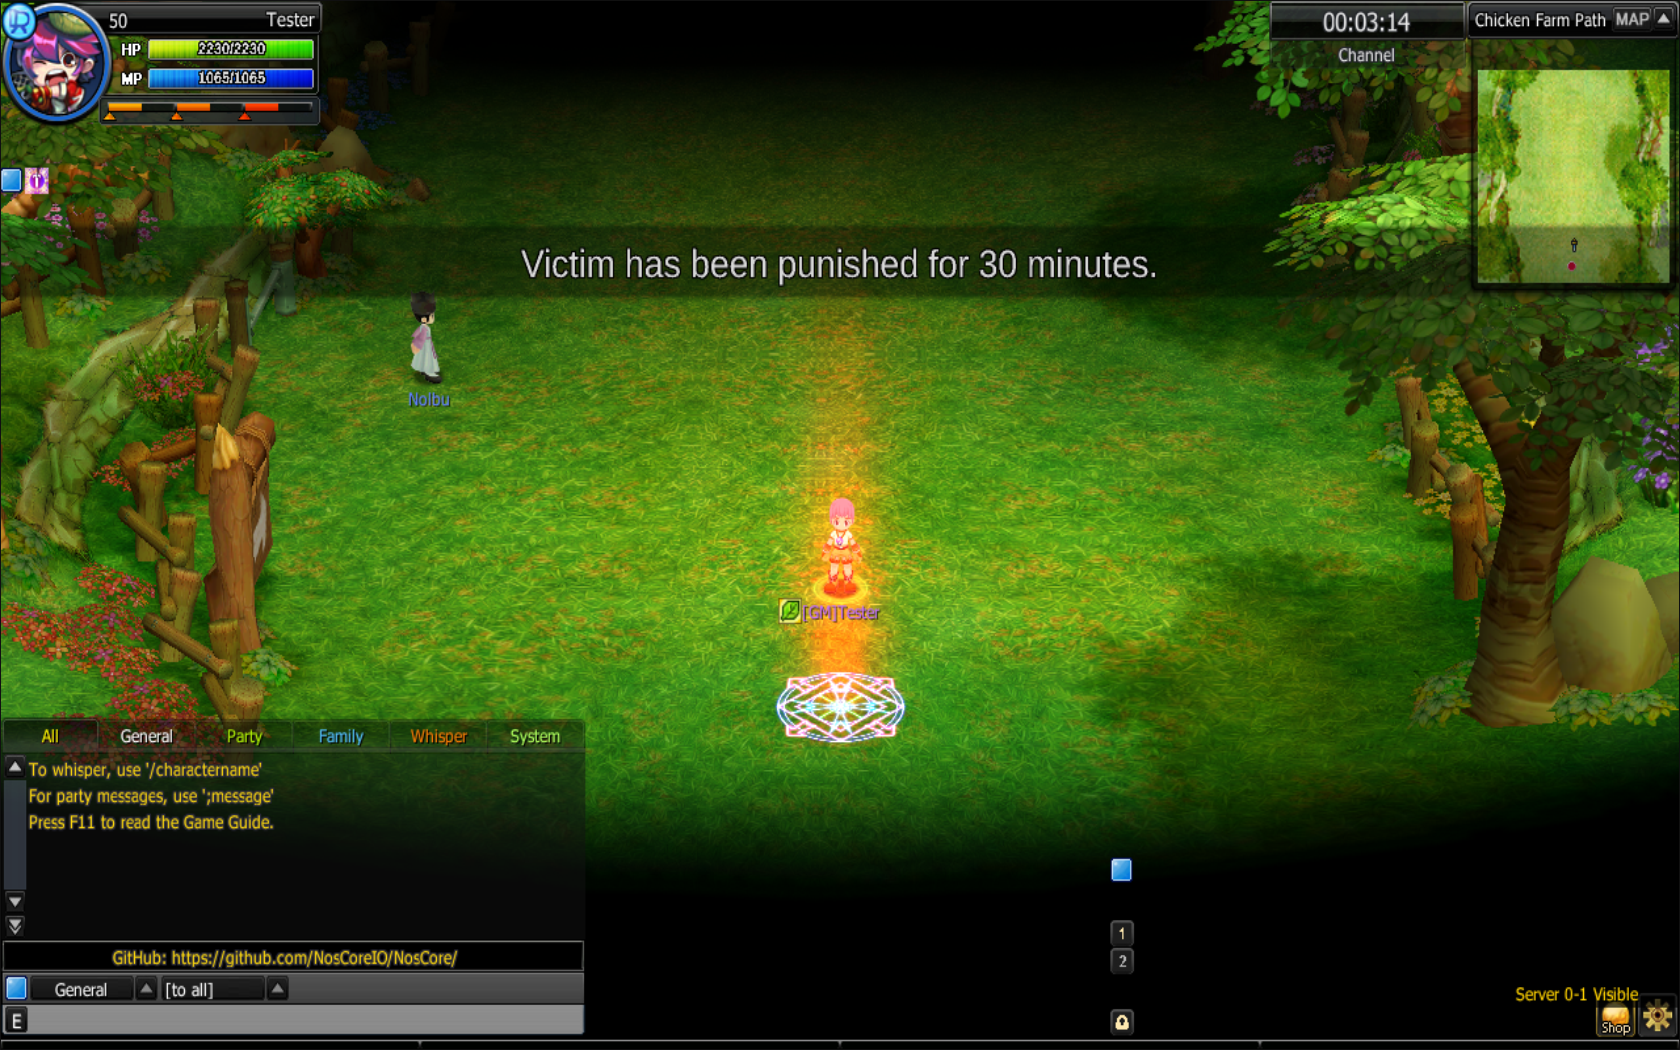 50 Tester
HP 2230/2230
MP 1065/1065
00:03:14
Channel
Chicken Farm Path MAP
Victim has been punished for 30 minutes.
Nolbu
[GM]Tester
All General Party Family Whisper System
To whisper, use '/charactername'
For party messages, use ';message'
Press F11 to read the Game Guide.
GitHub: https://github.com/NosCoreIO/NosCore/
General [to all]
E
1
2
Server 0-1 Visible
Shop